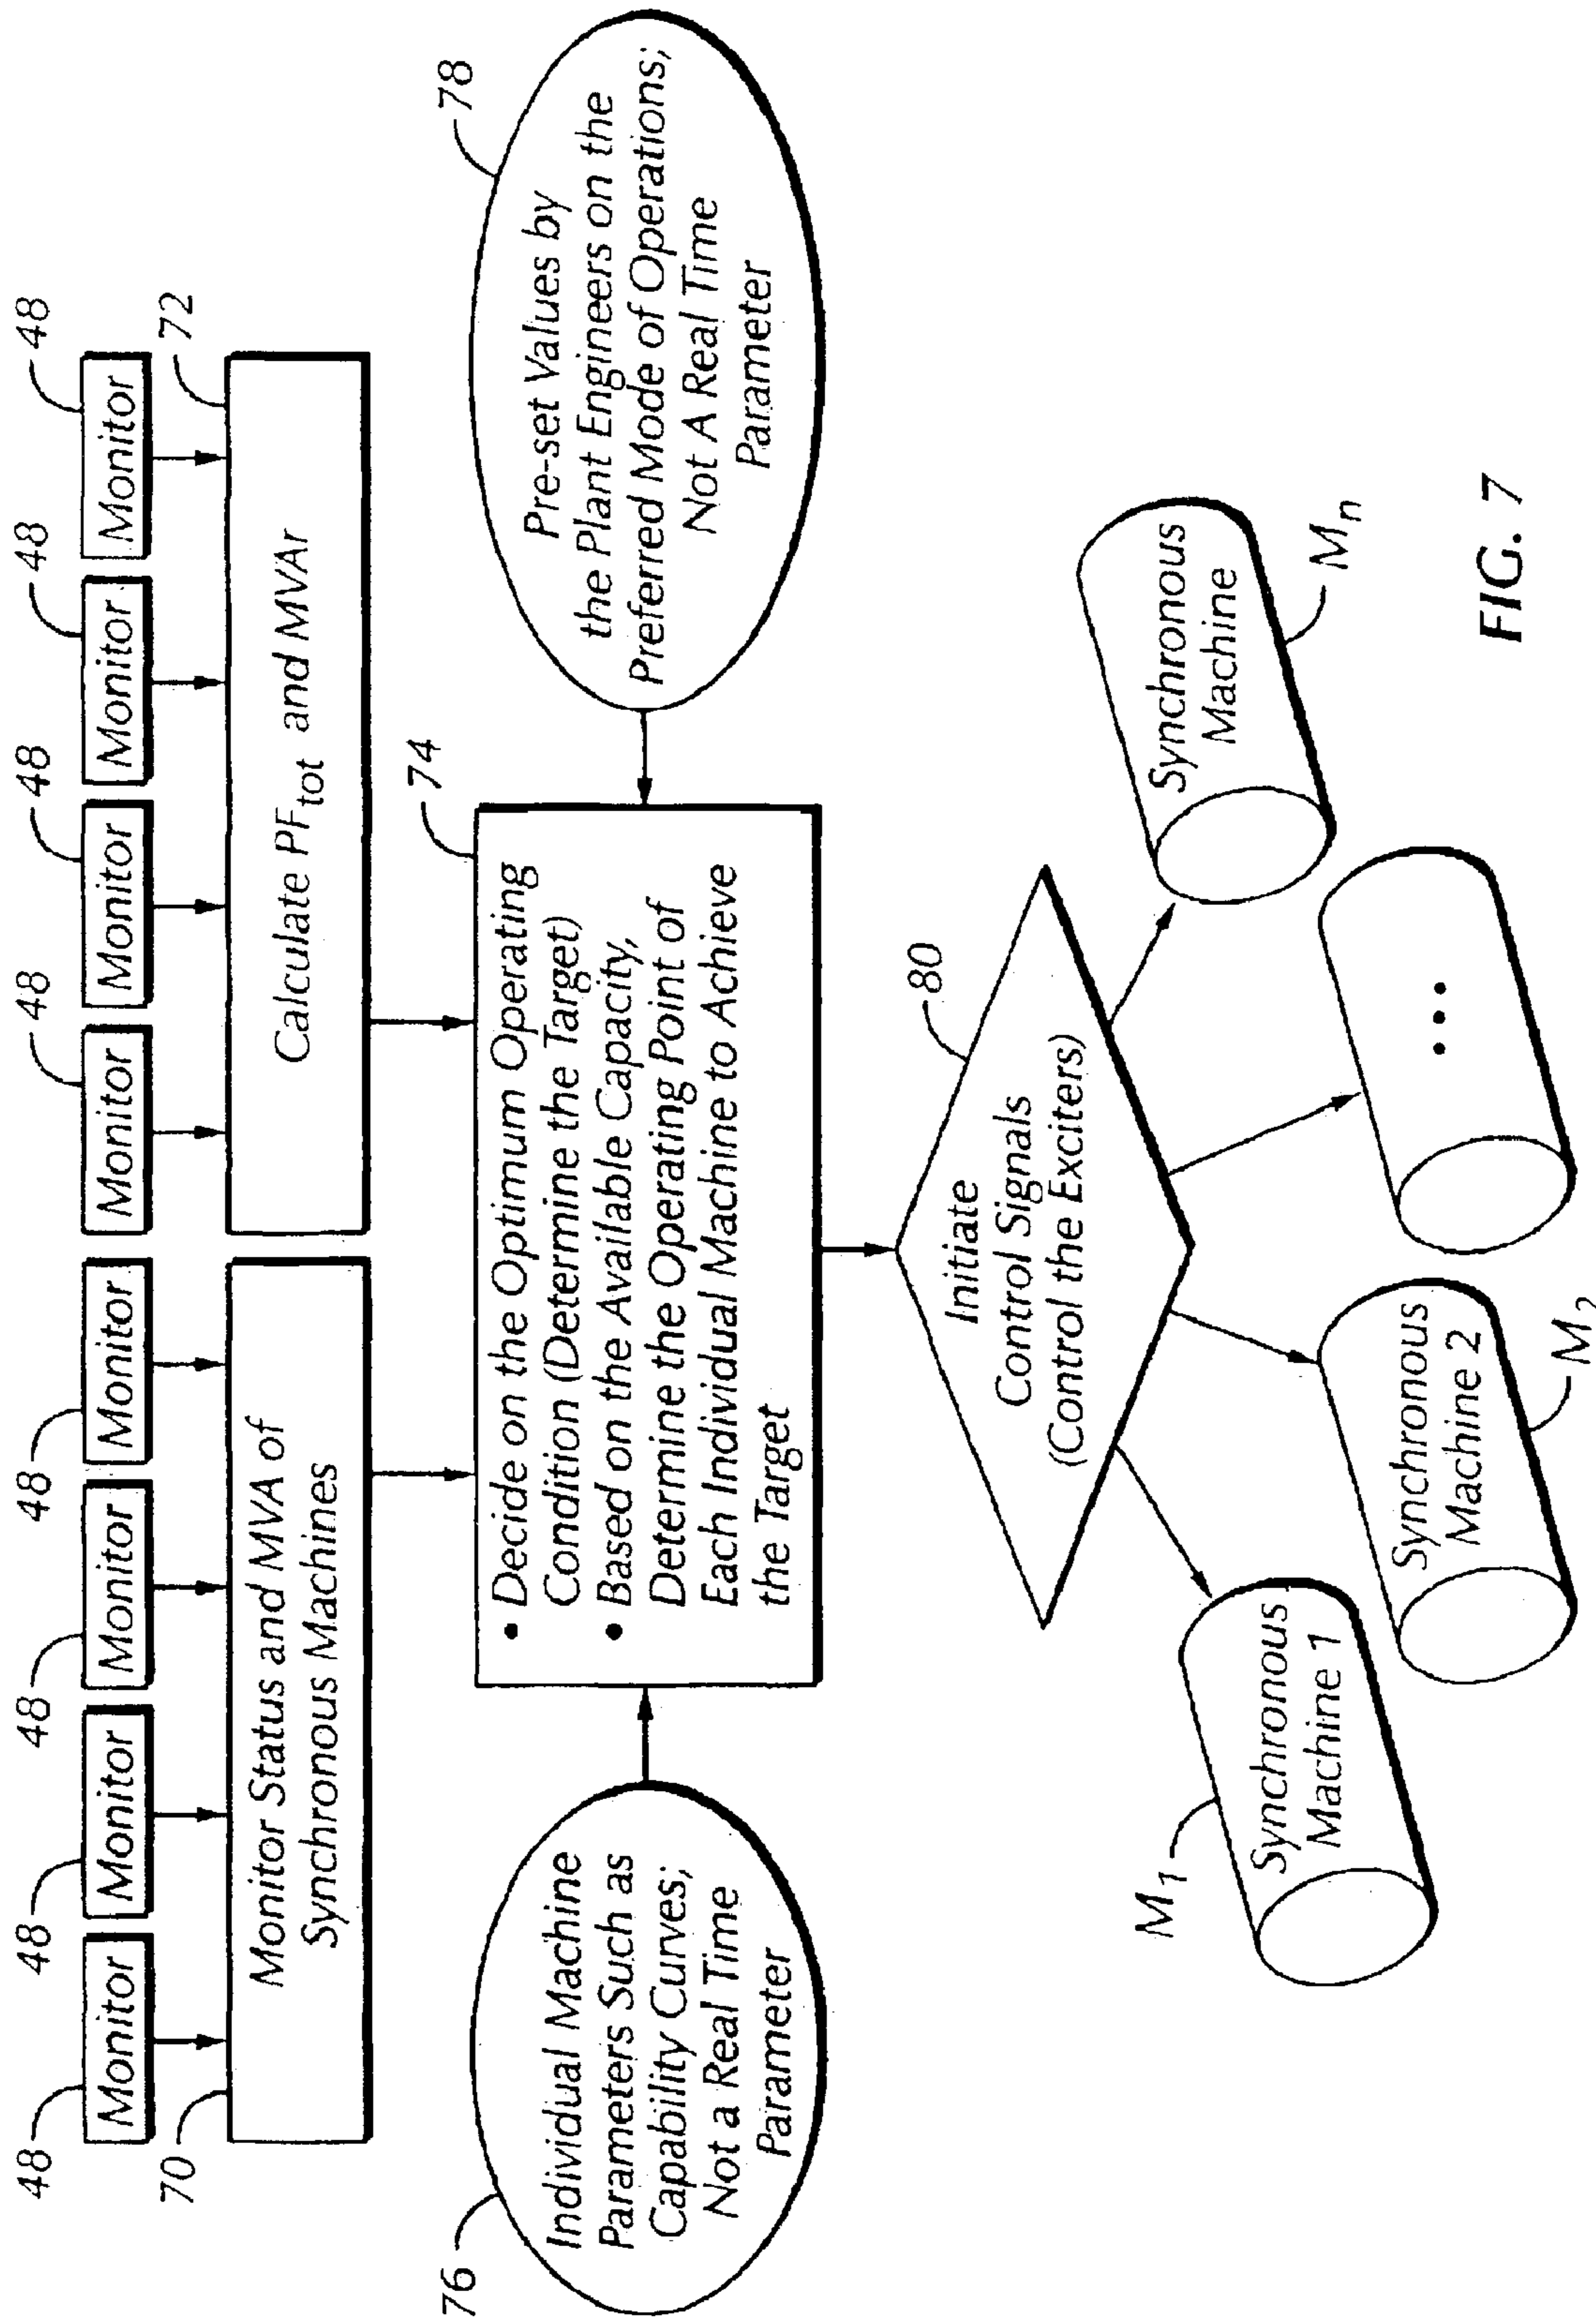 48
48
48
48
48
48
48
48
Monitor
Monitor
Monitor
Monitor
Monitor
Monitor
Monitor
Monitor
70
Monitor Status and MVA of
Synchronous Machines
72
Calculate PFtot and MVAr
76
Individual Machine
Parameters Such as
Capability Curves;
Not a Real Time
Parameter
74
• Decide on the Optimum Operating
Condition (Determine the Target)
• Based on the Available Capacity,
Determine the Operating Point of
Each Individual Machine to Achieve
the Target
78
Pre-set Values by
the Plant Engineers on the
Preferred Mode of Operations;
Not A Real Time
Parameter
80
Initiate
Control Signals
(Control the Exciters)
M1
Synchronous
Machine 1
Synchronous
Machine 2
M2
• • •
Synchronous
Machine
Mn
FIG. 7